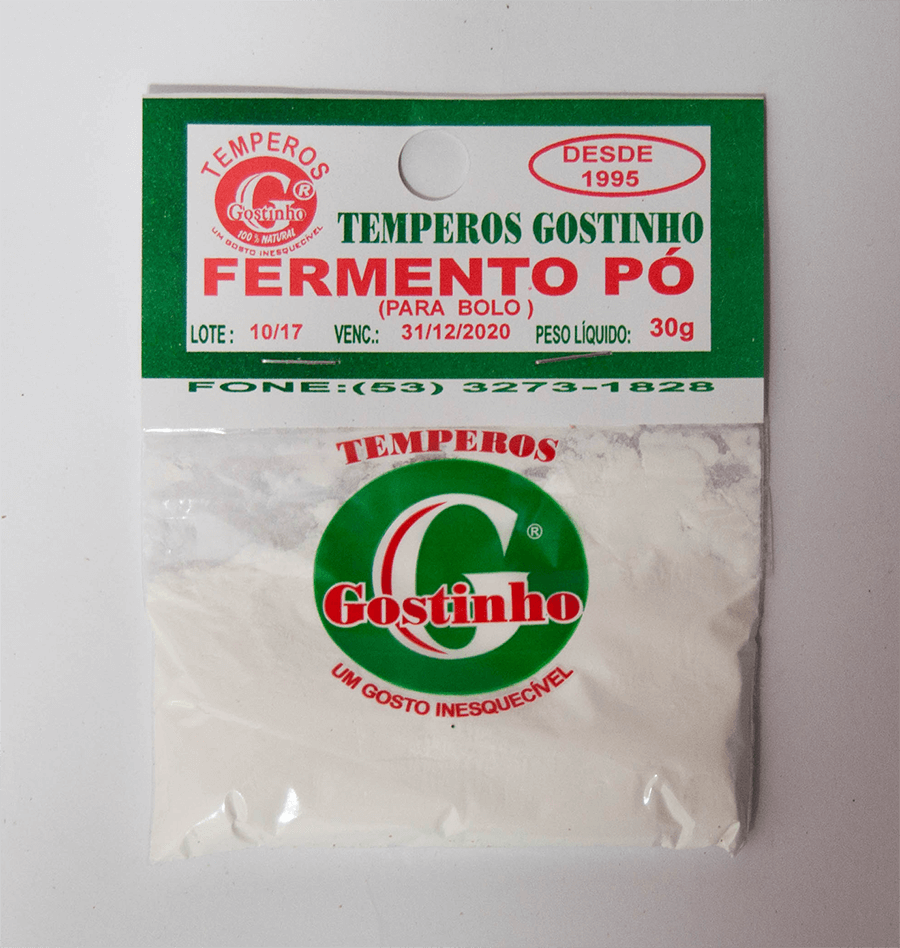 TEMPEROS
G®
Gostinho
100% NATURAL
UM GOSTO INESQUECÍVEL
DESDE
1995
TEMPEROS GOSTINHO
FERMENTO PÓ
(PARA BOLO)
LOTE: 10/17 VENC.: 31/12/2020 PESO LÍQUIDO: 30g
FONE:(53) 3273-1828
TEMPEROS
G®
Gostinho
UM GOSTO INESQUECÍVEL